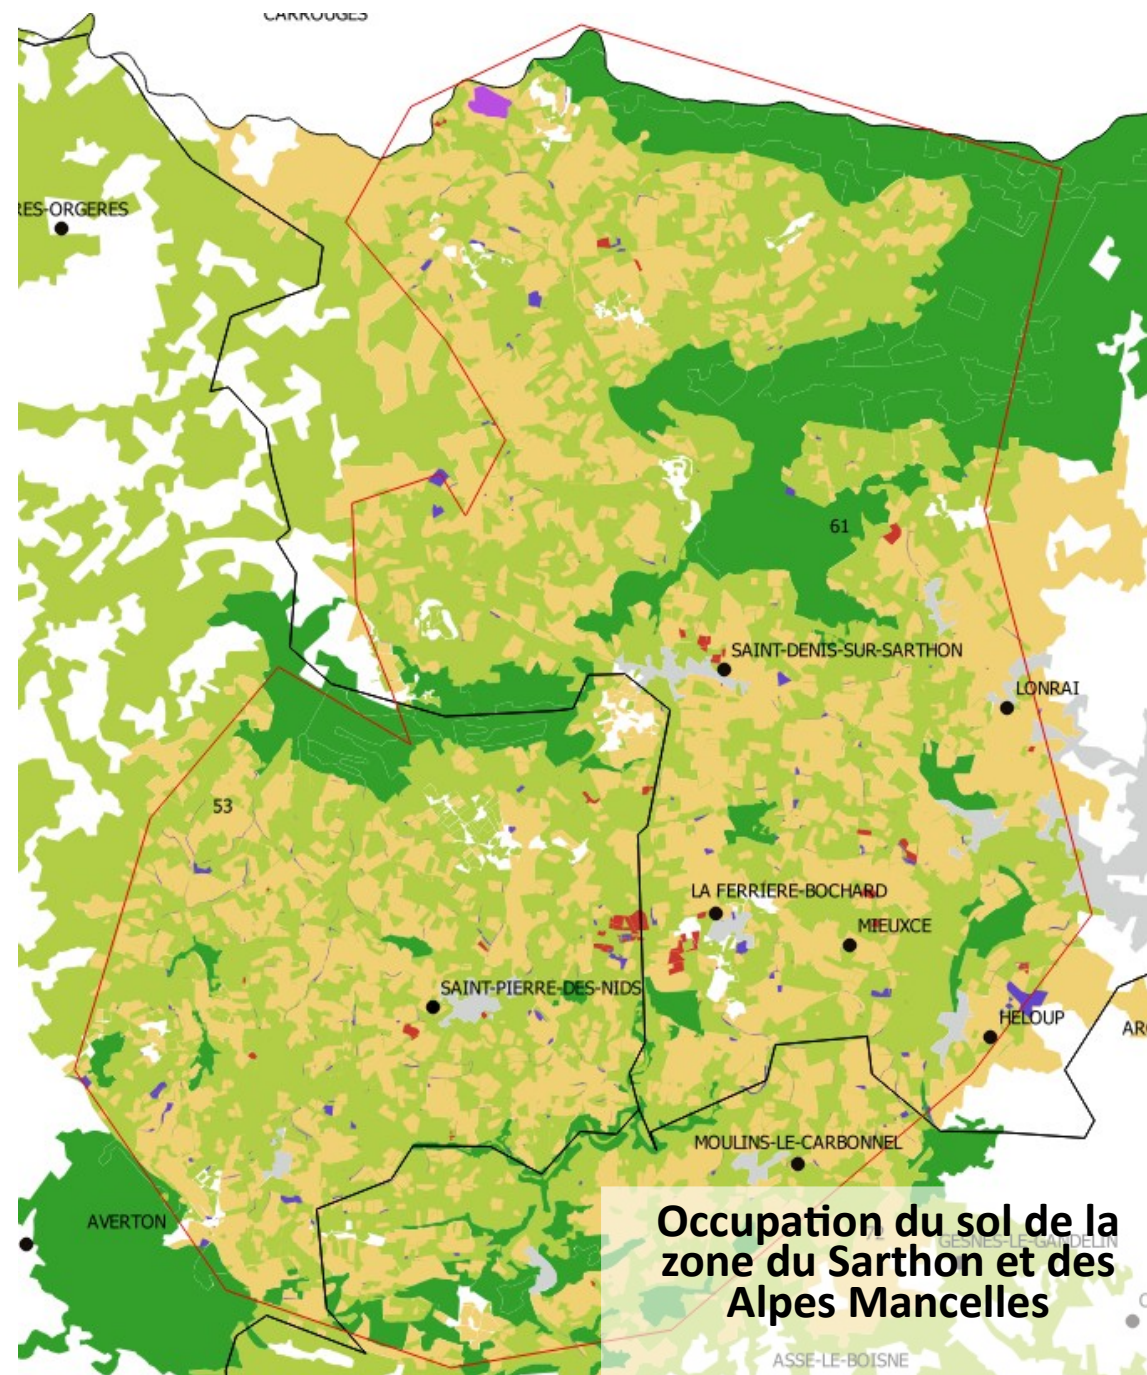 CARROUGES
RES-ORGERES
61
SAINT-DENIS-SUR-SARTHON
LONRAI
53
LA FERRIERE-BOCHARD
MIEUXCE
SAINT-PIERRE-DES-NIDS
HELOUP
AR
MOULINS-LE-CARBONNEL
AVERTON
72
GESNES-LE-GANDELIN
Occupation du sol de la
zone du Sarthon et des
Alpes Mancelles
ASSE-LE-BOISNE